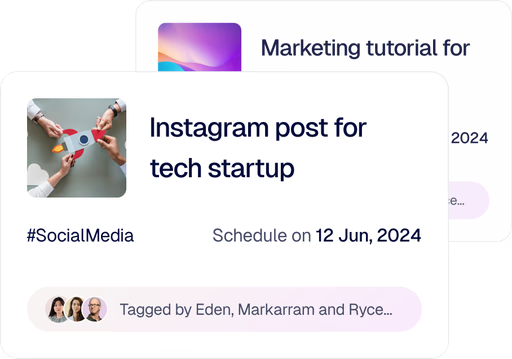 Marketing tutorial for
2024
Instagram post for
tech startup
#SocialMedia
Schedule on 12 Jun, 2024
Tagged by Eden, Markarram and Ryce...